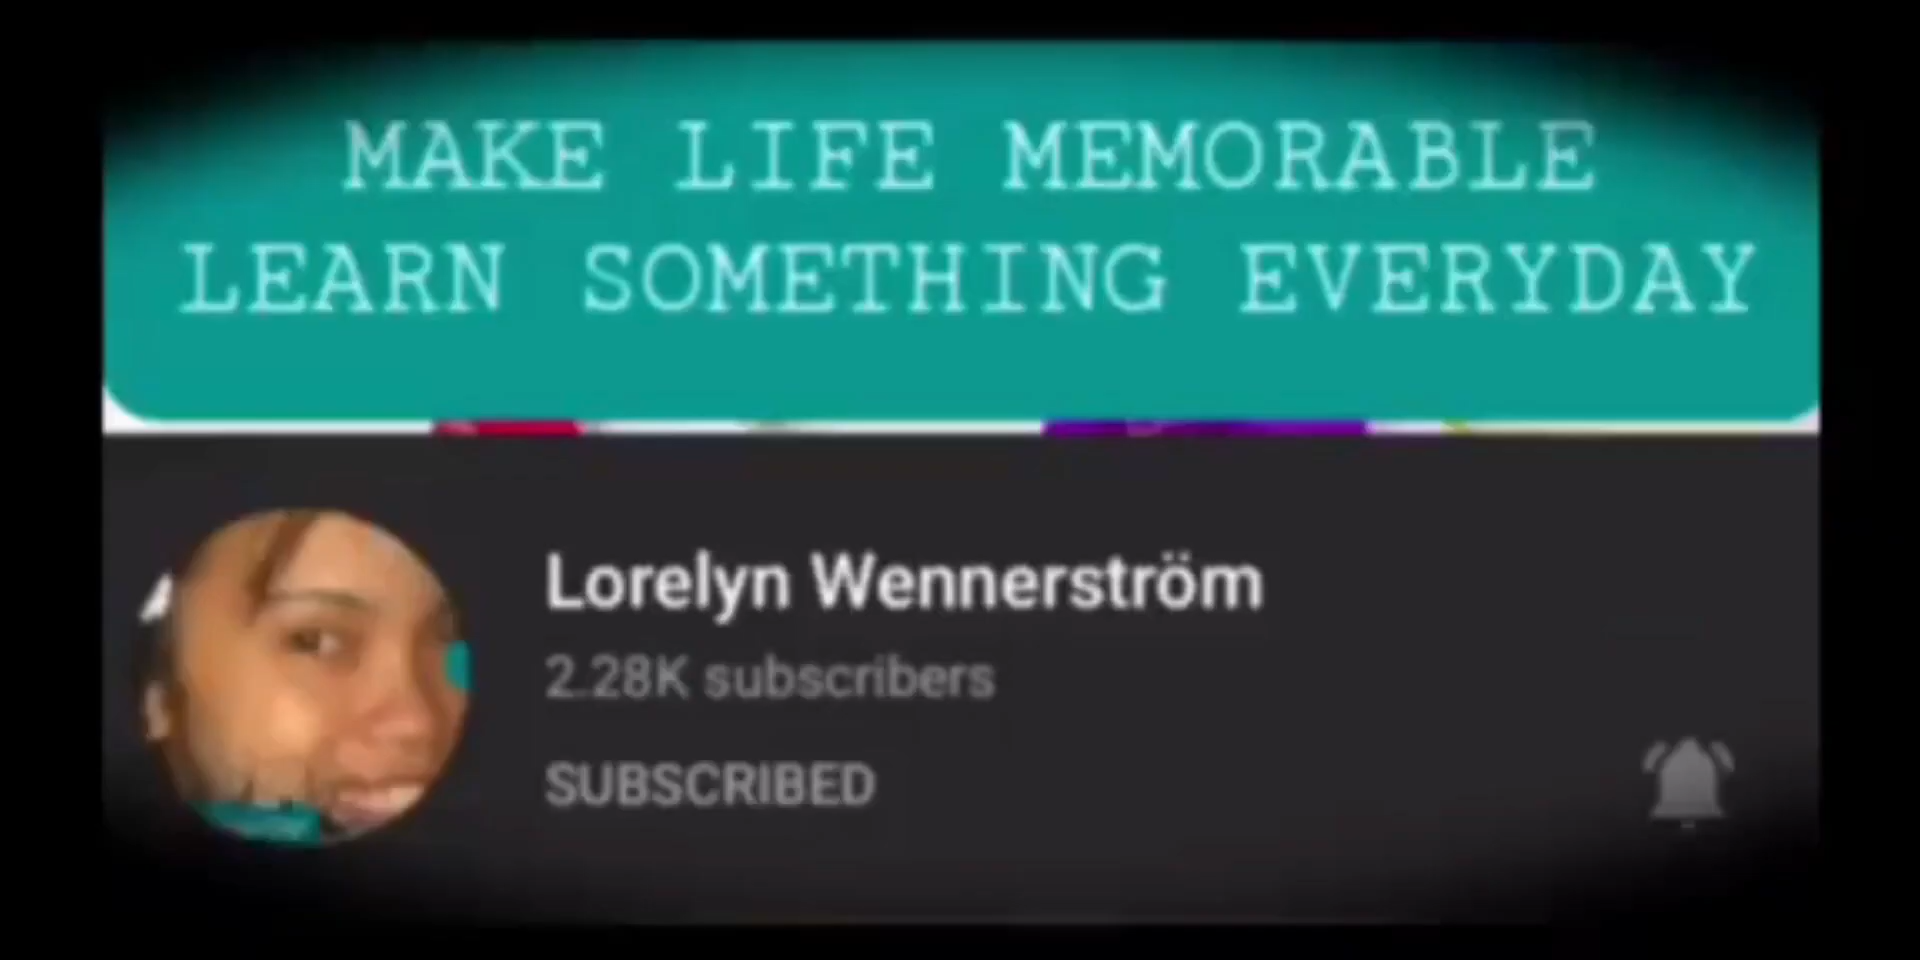 MAKE LIFE MEMORABLE
LEARN SOMETHING EVERYDAY
Lorelyn Wennerström
2.28K subscribers
SUBSCRIBED